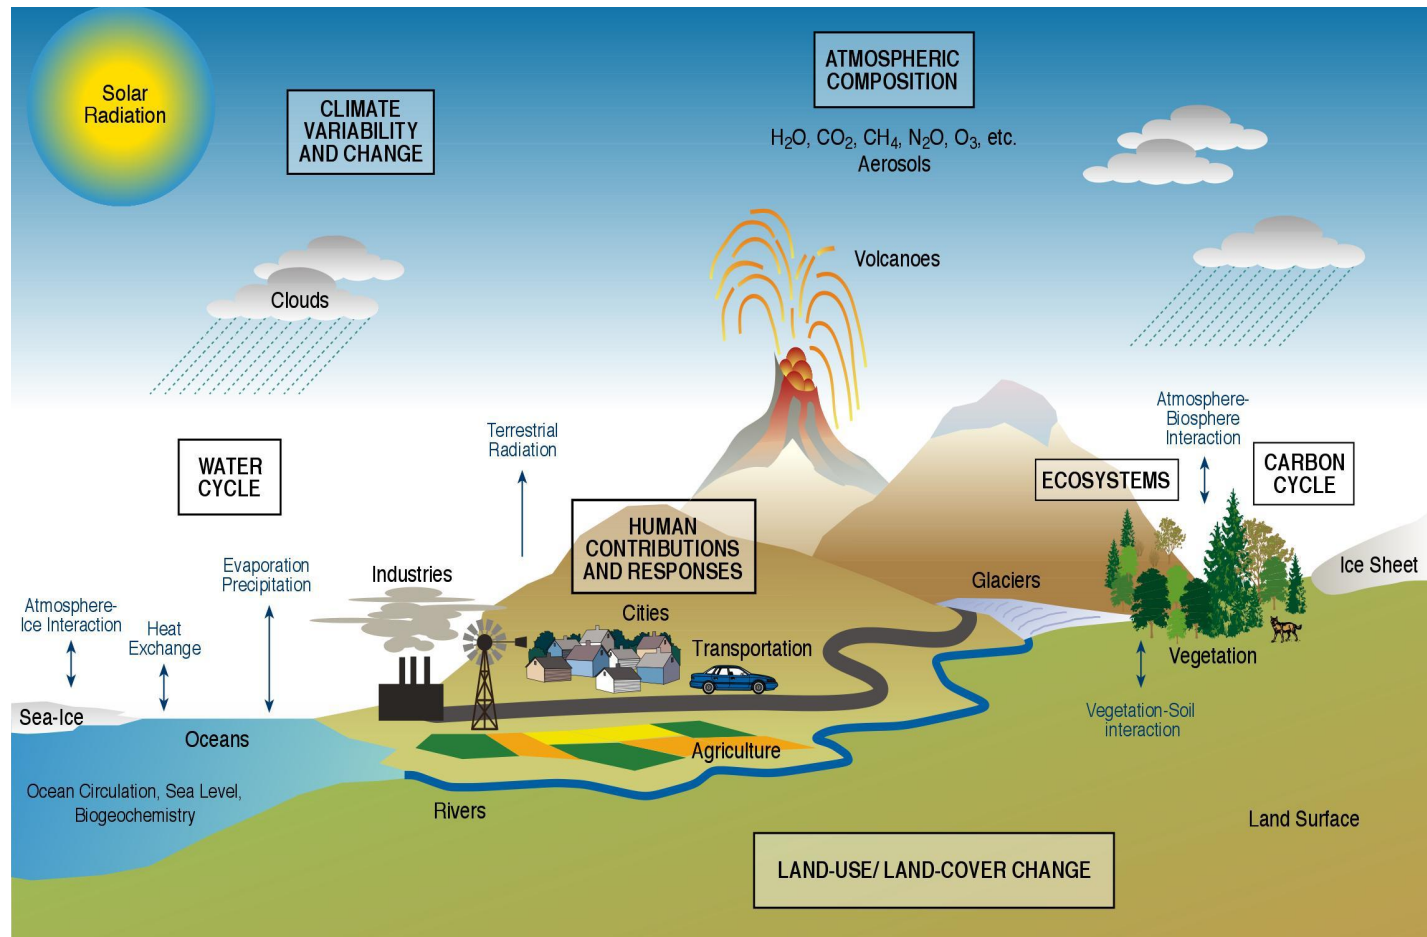 Solar
Radiation
CLIMATE
VARIABILITY
AND CHANGE
ATMOSPHERIC
COMPOSITION
H₂O, CO₂, CH₄, N₂O, O₃, etc.
Aerosols
Volcanoes
Clouds
Terrestrial
Radiation
Atmosphere-
Biosphere
Interaction
WATER
CYCLE
ECOSYSTEMS
CARBON
CYCLE
HUMAN
CONTRIBUTIONS
AND RESPONSES
Evaporation
Precipitation
Industries
Glaciers
Ice Sheet
Atmosphere-
Ice Interaction
Heat
Exchange
Cities
Transportation
Vegetation
Sea-Ice
Oceans
Vegetation-Soil
interaction
Agriculture
Ocean Circulation, Sea Level,
Biogeochemistry
Rivers
Land Surface
LAND-USE/ LAND-COVER CHANGE